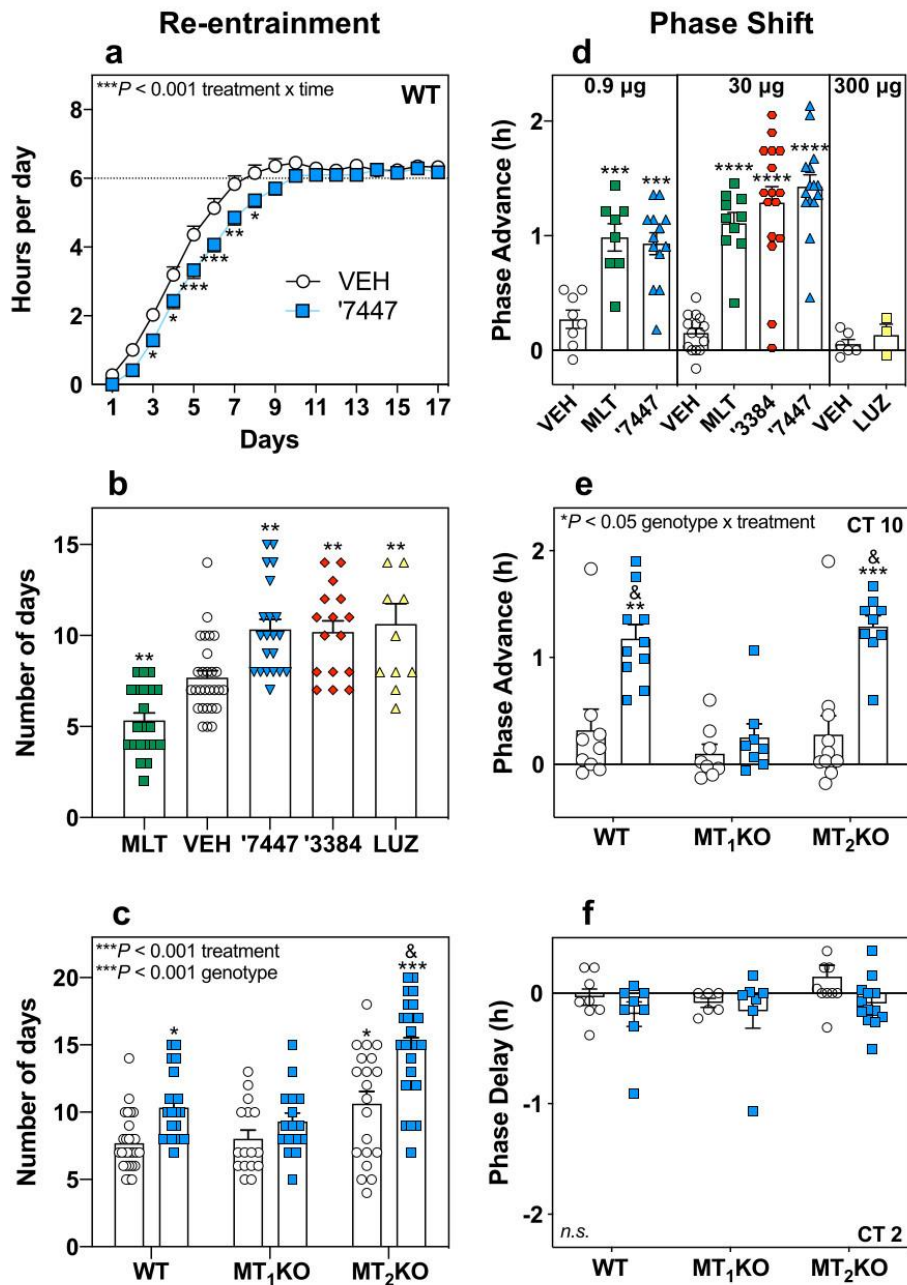 Re-entrainment
Phase Shift
a
***P < 0.001 treatment x time
WT
8
6
4
2
0
Hours per day
VEH
'7447
*
*
***
***
**
*
1 3 5 7 9 11 13 15 17
Days
d
0.9 µg 30 µg 300 µg
2
1
0
Phase Advance (h)
*** *** **** **** ****
VEH MLT '7447 VEH MLT '3384 '7447 VEH LUZ
b
15
10
5
0
Number of days
** ** ** **
MLT VEH '7447 '3384 LUZ
e
*P < 0.05 genotype x treatment
CT 10
2
1
0
Phase Advance (h)
&
**
&
***
WT MT1KO MT2KO
c
***P < 0.001 treatment
***P < 0.001 genotype
20
15
10
5
0
Number of days
*
*
&
***
WT MT1KO MT2KO
f
0
-1
-2
Phase Delay (h)
n.s.
CT 2
WT MT1KO MT2KO